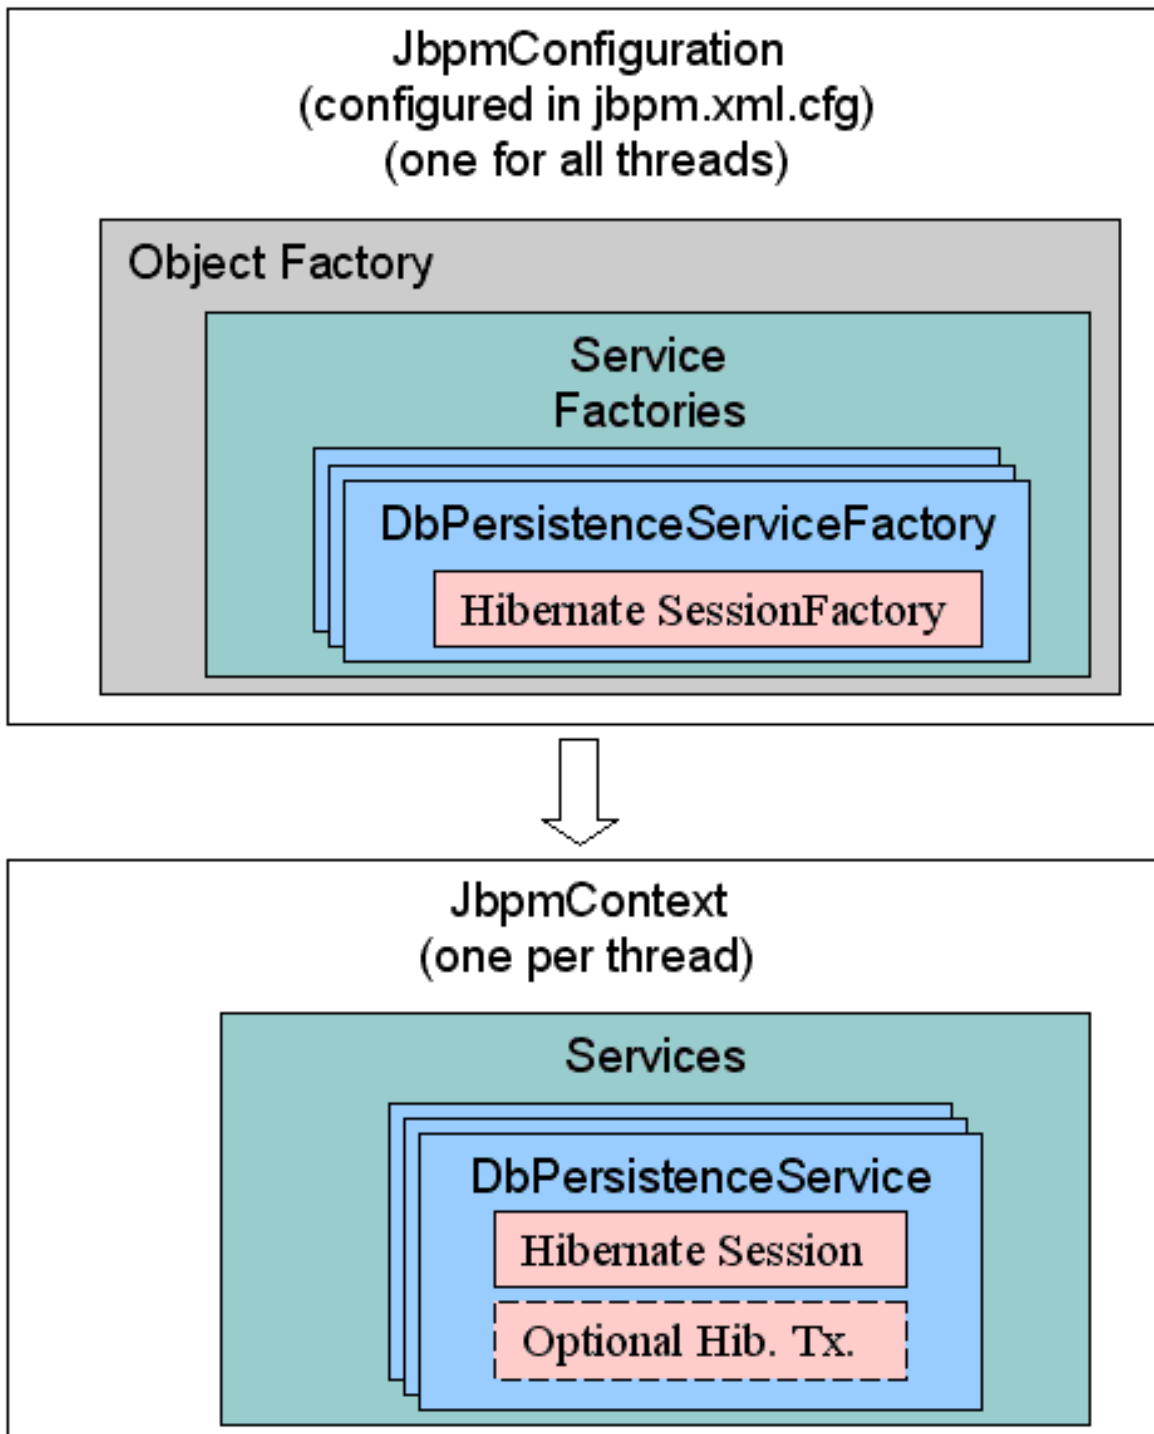 JbpmConfiguration
(configured in jbpm.xml.cfg)
(one for all threads)
Object Factory
Service
Factories
DbPersistenceServiceFactory
Hibernate SessionFactory
JbpmContext
(one per thread)
Services
DbPersistenceService
Hibernate Session
Optional Hib. Tx.